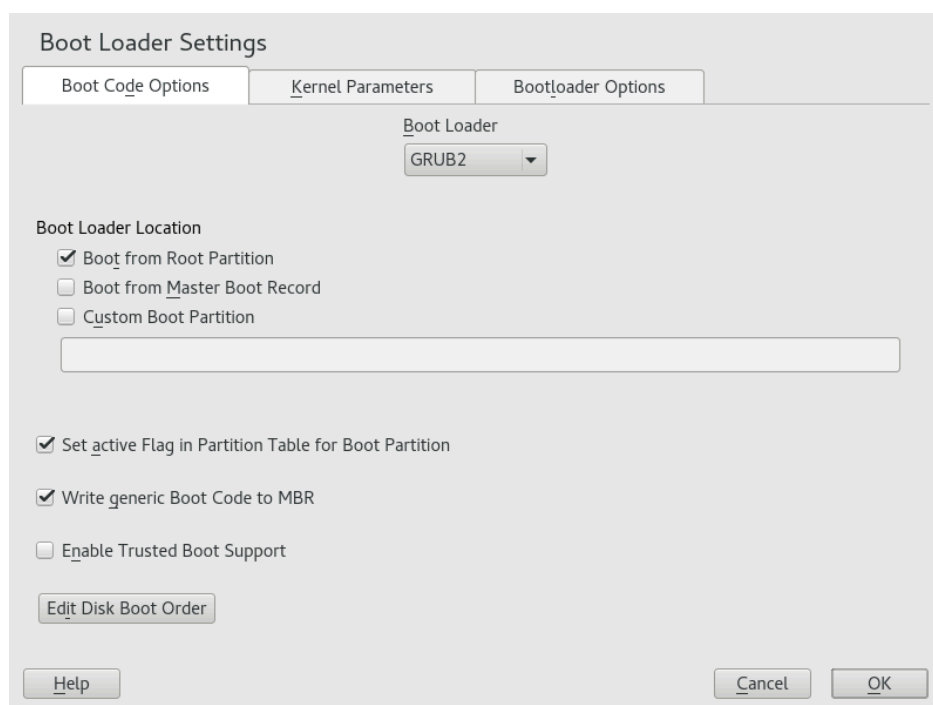 Boot Loader Settings
Boot Code Options
Kernel Parameters
Bootloader Options
Boot Loader
GRUB2
Boot Loader Location
Boot from Root Partition
Boot from Master Boot Record
Custom Boot Partition
Set active Flag in Partition Table for Boot Partition
Write generic Boot Code to MBR
Enable Trusted Boot Support
Edit Disk Boot Order
Help
Cancel
OK